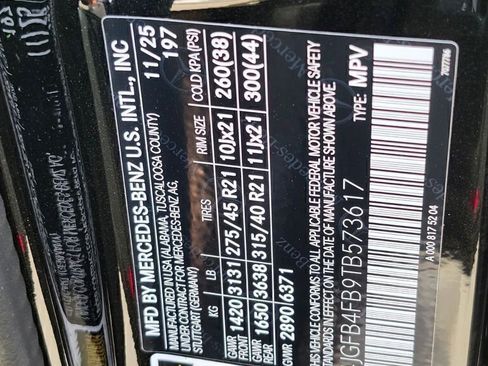 MFD BY MERCEDES-BENZ U.S. INTL., INC
MANUFACTURED IN USA (ALABAMA, TUSCALOOSA COUNTY) 11/25
UNDER CONTRACT FOR MERCEDES-BENZ AG, 197
STUTTGART (GERMANY)
KG LB TIRES RIM SIZE COLD KPA (PSI)
GAWR 1420 3131 275/45 R21 10Jx21 260(38)
GAWR 1650 3638 315/40 R21 11Jx21 300(44)
GVWR 2890 6371
THIS VEHICLE CONFORMS TO ALL APPLICABLE FEDERAL MOTOR VEHICLE SAFETY
STANDARDS IN EFFECT ON THE DATE OF MANUFACTURE SHOWN ABOVE.
JGFB4FB9TB573617 TYPE: MPV
A 000 817 52 04